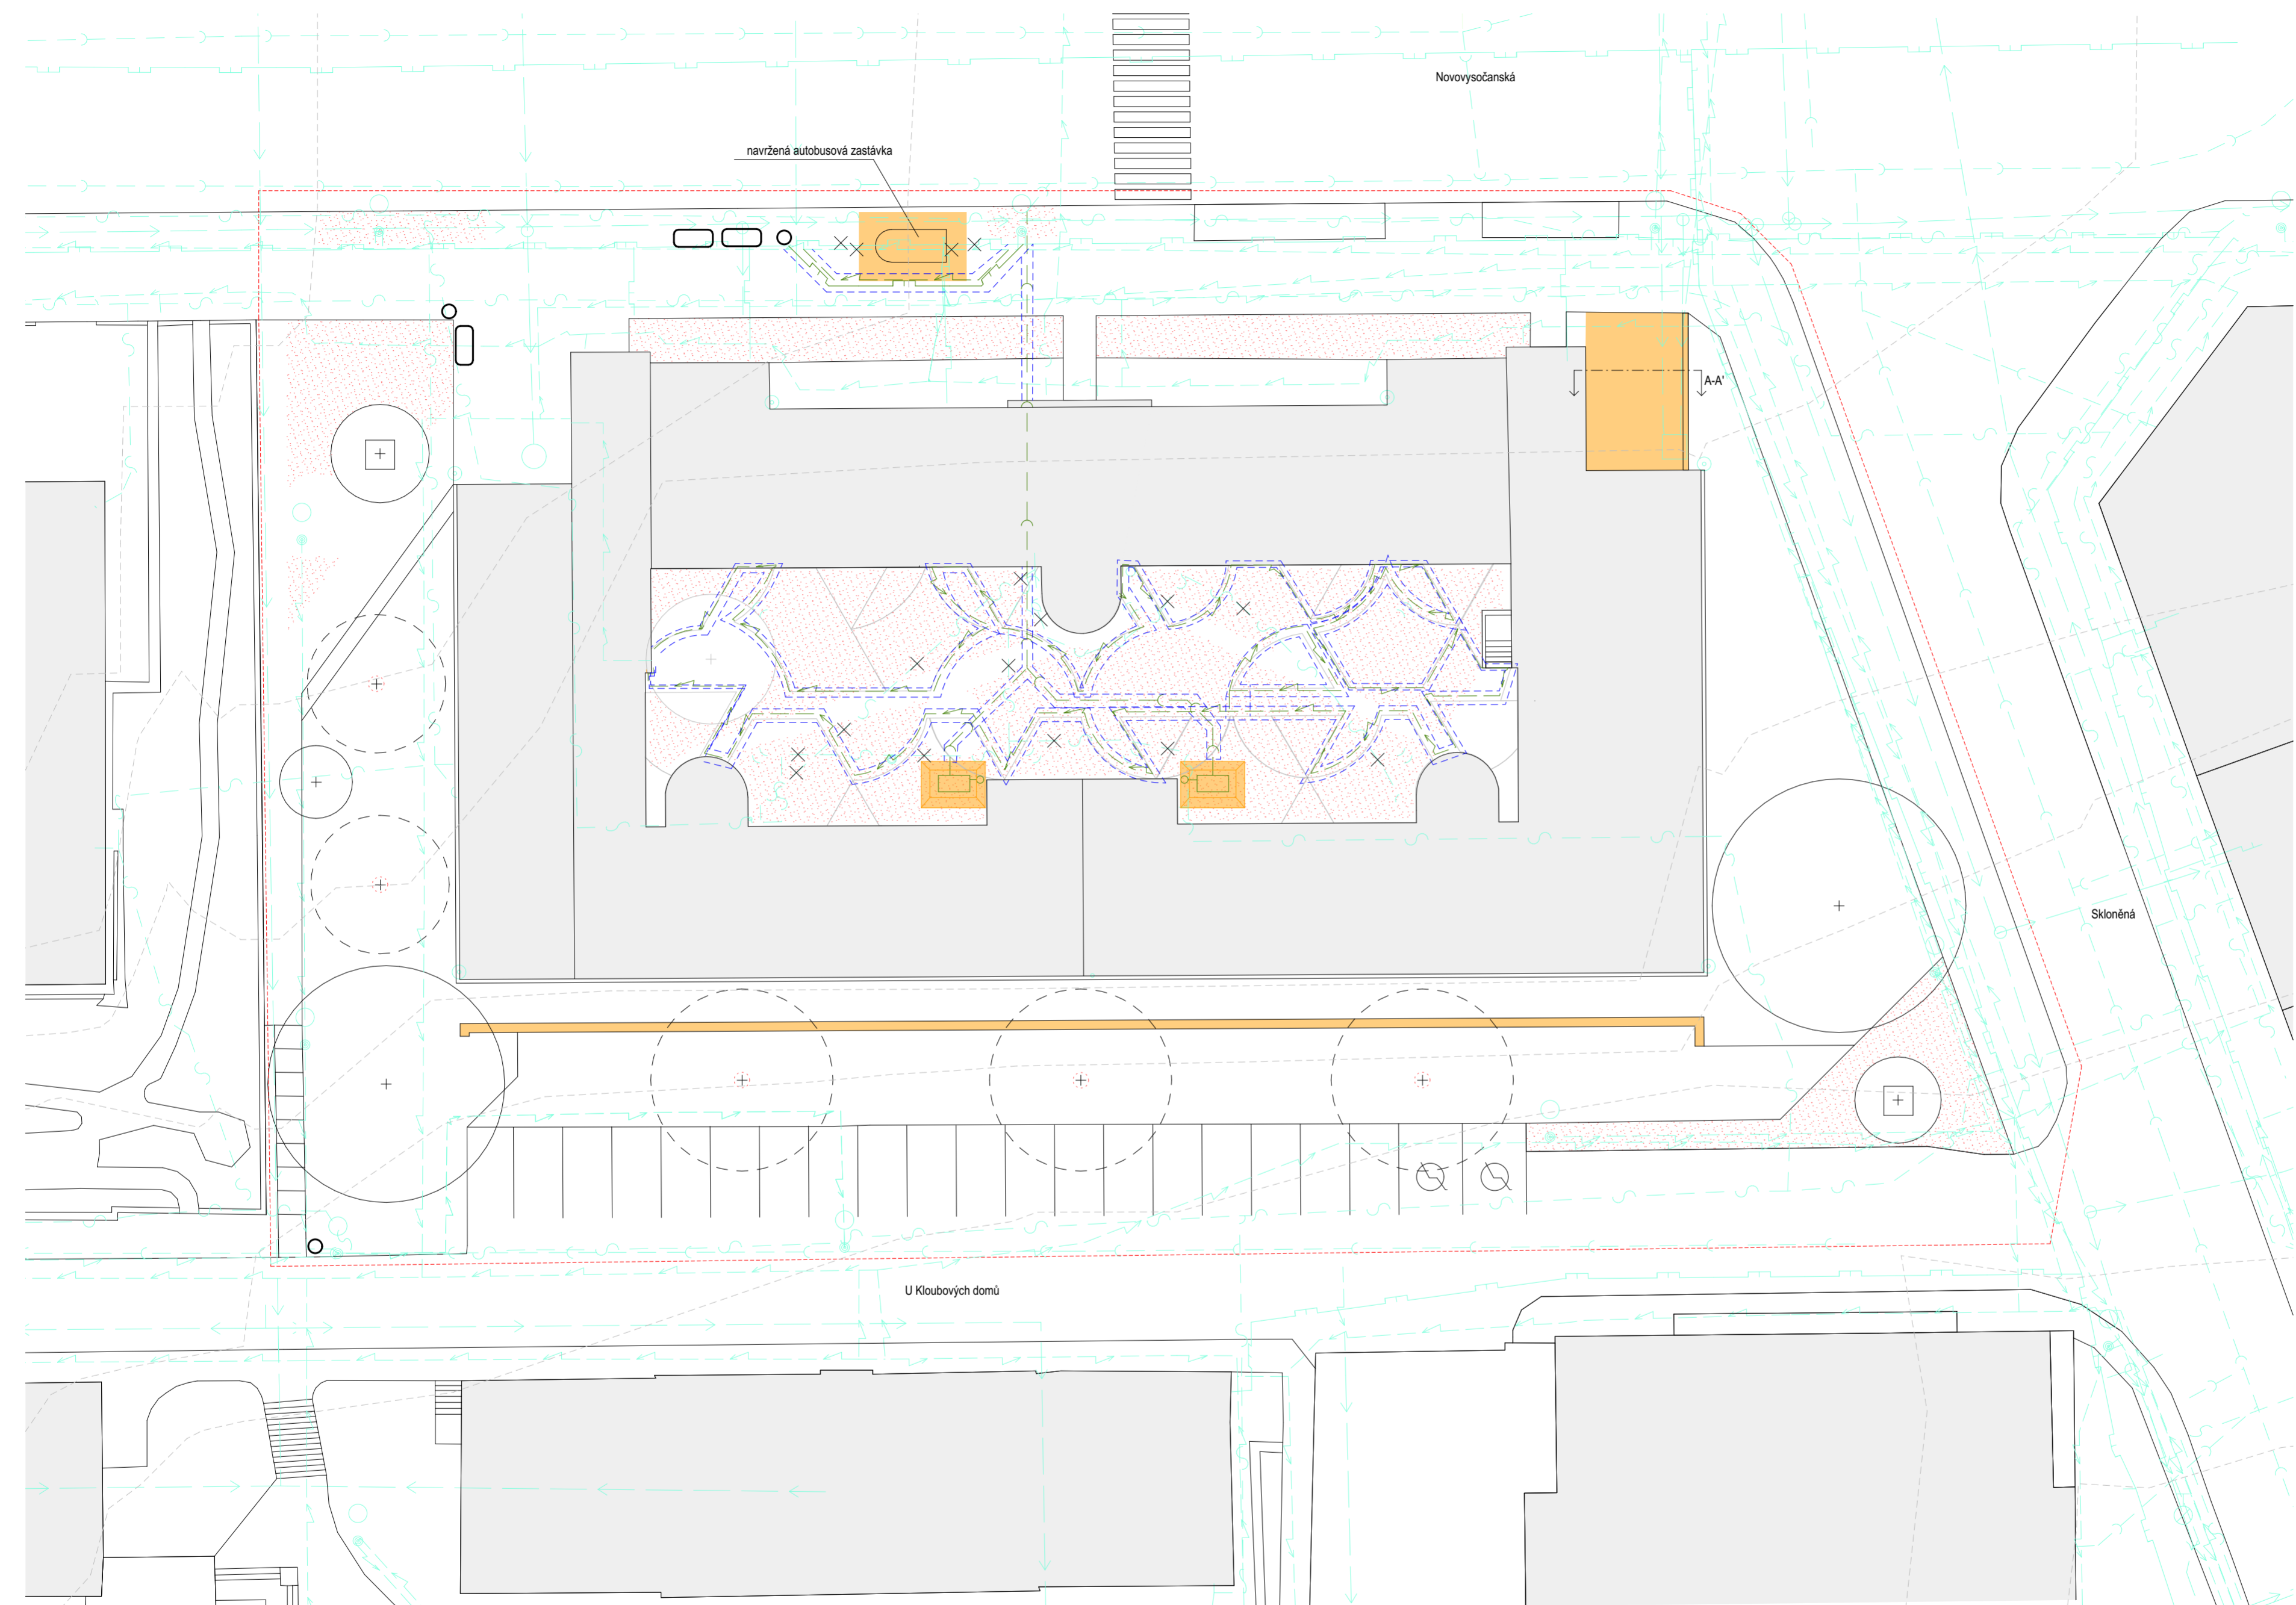 Novovysočanská
navržená autobusová zastávka
A-A'
Skloněná
U Kloubových domů